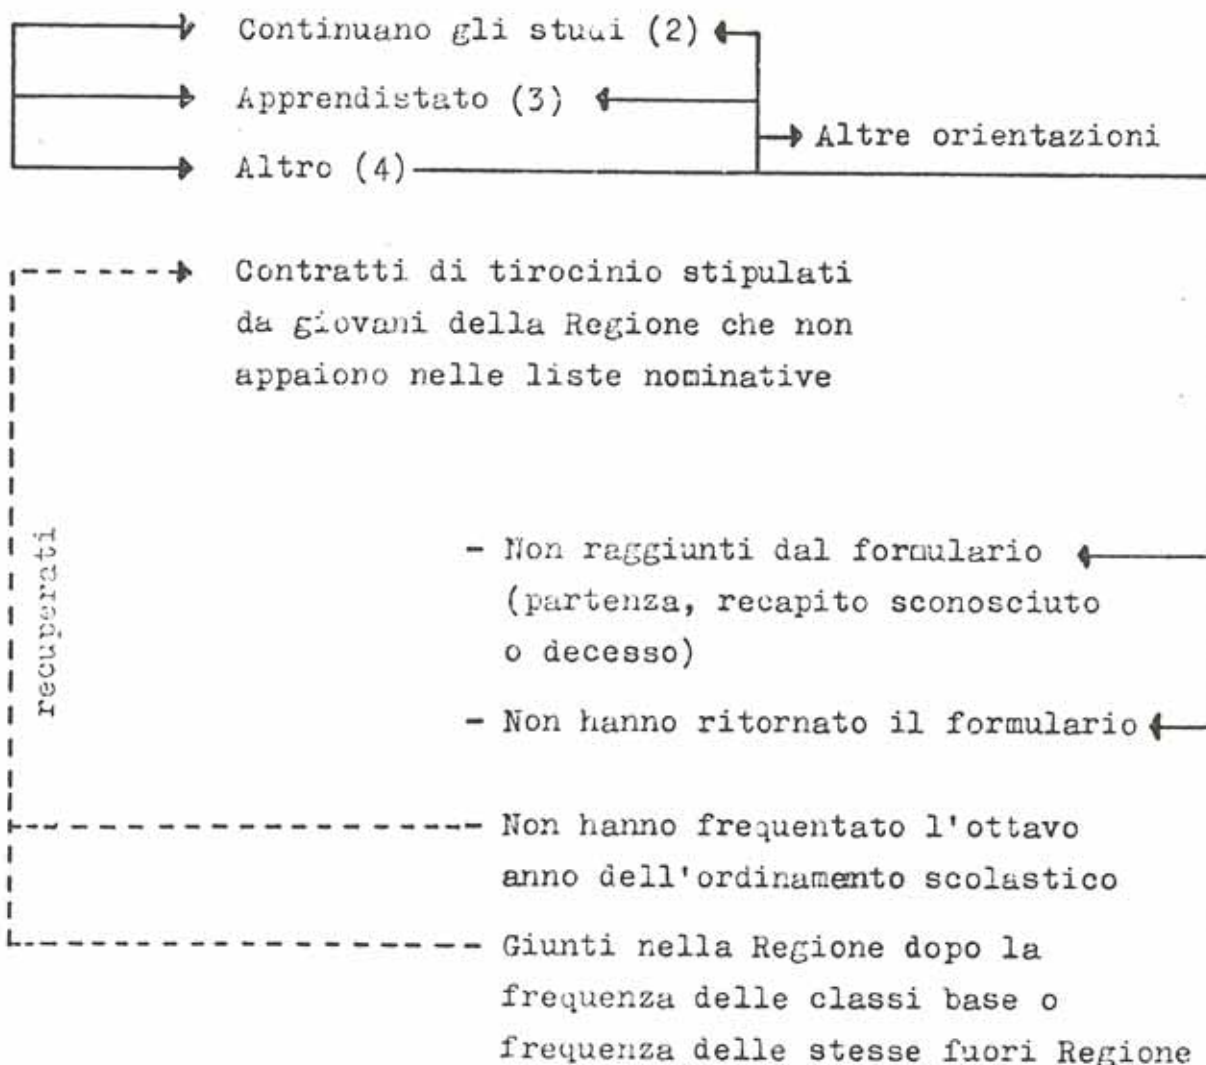 Continuano gli studi (2)
Apprendistato (3)
Altre orientazioni
Altro (4)
Contratti di tirocinio stipulati
da giovani della Regione che non
appaiono nelle liste nominative
recuperati
- Non raggiunti dal formulario
(partenza, recapito sconosciuto
o decesso)
- Non hanno ritornato il formulario
- Non hanno frequentato l'ottavo
anno dell'ordinamento scolastico
- Giunti nella Regione dopo la
frequenza delle classi base o
frequenza delle stesse fuori Regione